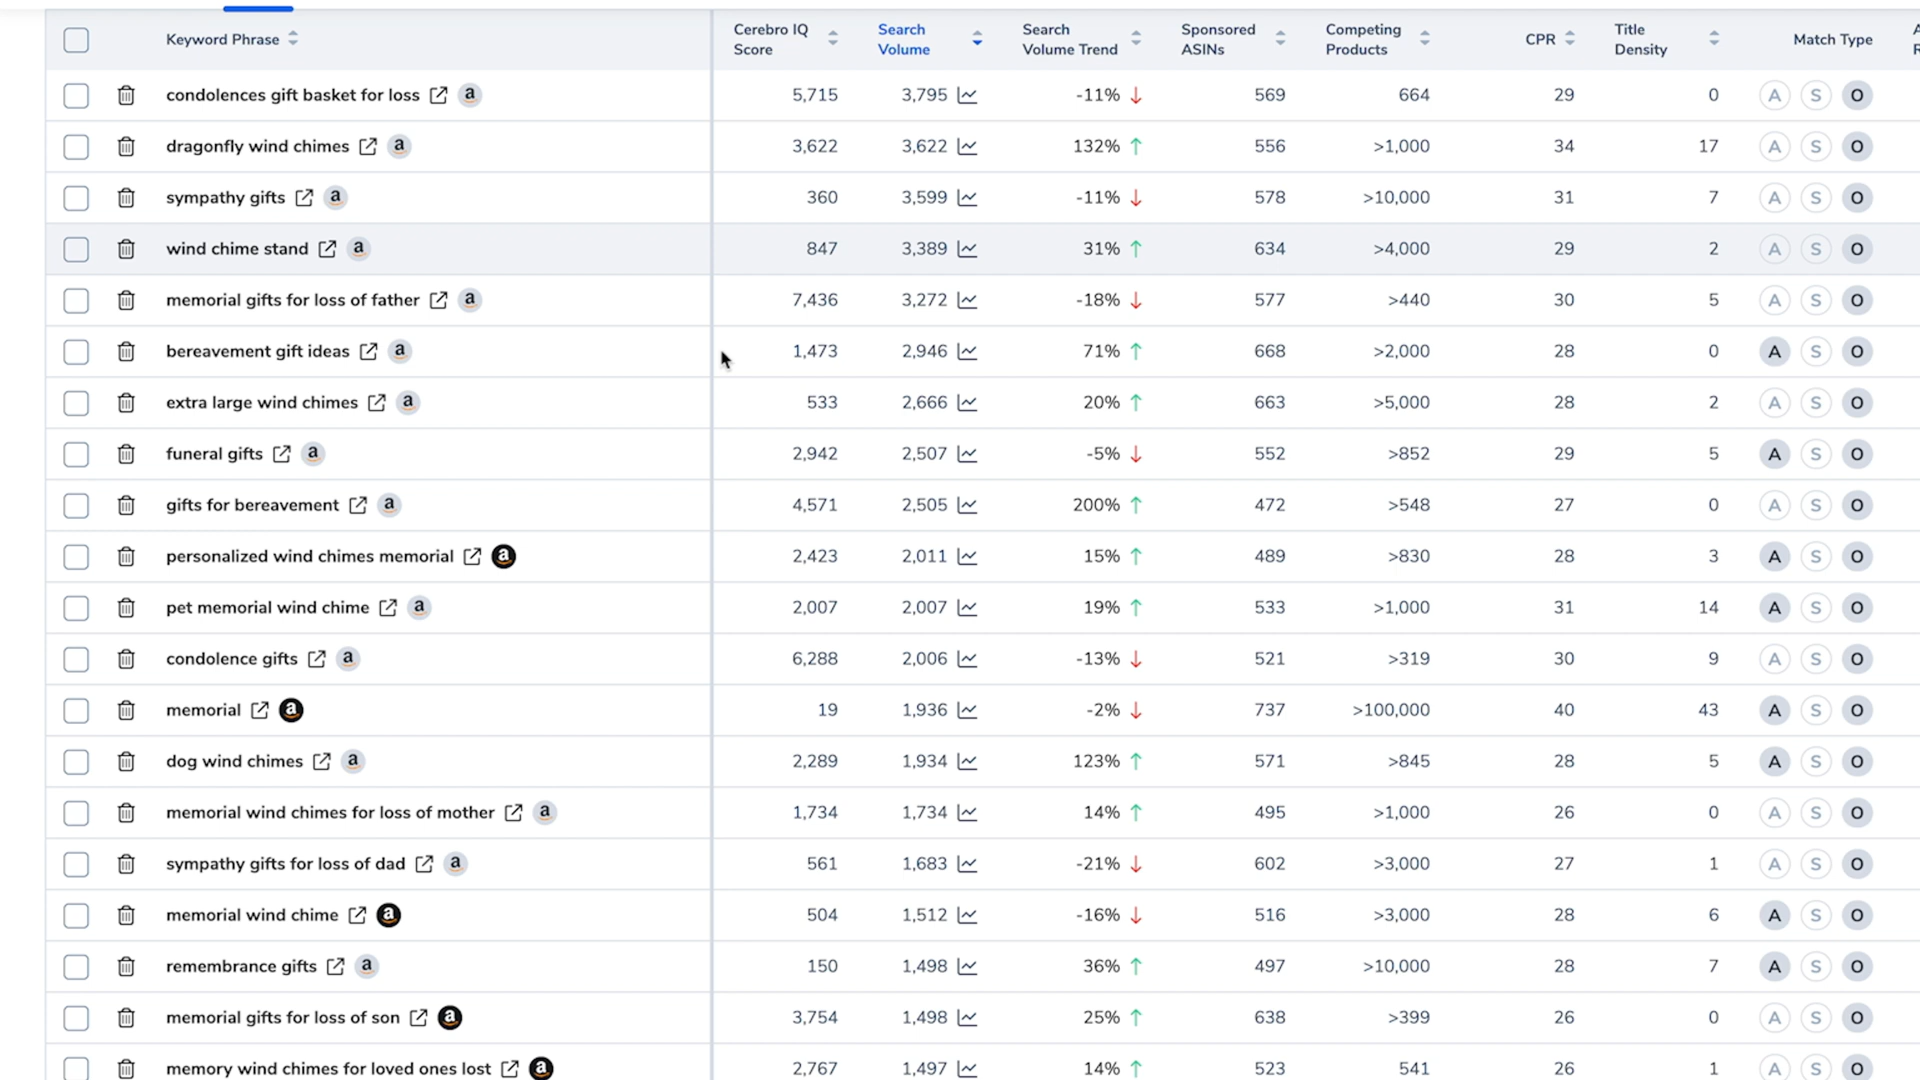 Keyword Phrase Cerebro IQ Score Search Volume Search Volume Trend Sponsored ASINs Competing Products CPR Title Density Match Type
condolences gift basket for loss a 5,715 3,795 -11% 569 664 29 0 A S O
dragonfly wind chimes a 3,622 3,622 132% 556 >1,000 34 17 A S O
sympathy gifts a 360 3,599 -11% 578 >10,000 31 7 A S O
wind chime stand a 847 3,389 31% 634 >4,000 29 2 A S O
memorial gifts for loss of father a 7,436 3,272 -18% 577 >440 30 5 A S O
bereavement gift ideas a 1,473 2,946 71% 668 >2,000 28 0 A S O
extra large wind chimes a 533 2,666 20% 663 >5,000 28 2 A S O
funeral gifts a 2,942 2,507 -5% 552 >852 29 5 A S O
gifts for bereavement a 4,571 2,505 200% 472 >548 27 0 A S O
personalized wind chimes memorial a 2,423 2,011 15% 489 >830 28 3 A S O
pet memorial wind chime a 2,007 2,007 19% 533 >1,000 31 14 A S O
condolence gifts a 6,288 2,006 -13% 521 >319 30 9 A S O
memorial a 19 1,936 -2% 737 >100,000 40 43 A S O
dog wind chimes a 2,289 1,934 123% 571 >845 28 5 A S O
memorial wind chimes for loss of mother a 1,734 1,734 14% 495 >1,000 26 0 A S O
sympathy gifts for loss of dad a 561 1,683 -21% 602 >3,000 27 1 A S O
memorial wind chime a 504 1,512 -16% 516 >3,000 28 6 A S O
remembrance gifts a 150 1,498 36% 497 >10,000 28 7 A S O
memorial gifts for loss of son a 3,754 1,498 25% 638 >399 26 0 A S O
memory wind chimes for loved ones lost a 2,767 1,497 14% 523 541 26 1 A S O